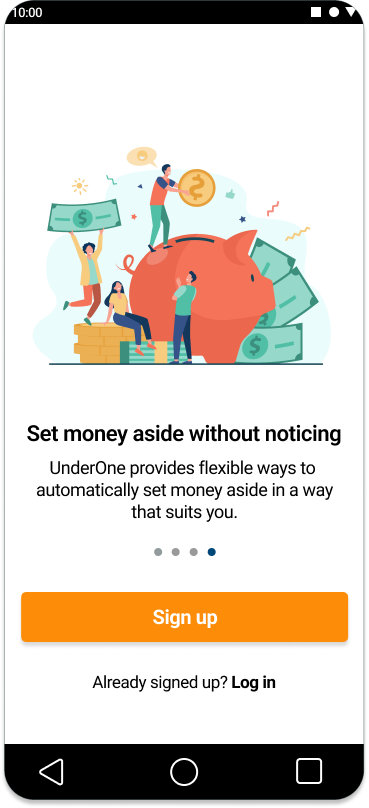 10:00
Set money aside without noticing
UnderOne provides flexible ways to
automatically set money aside in a way
that suits you.
Sign up
Already signed up? Log in